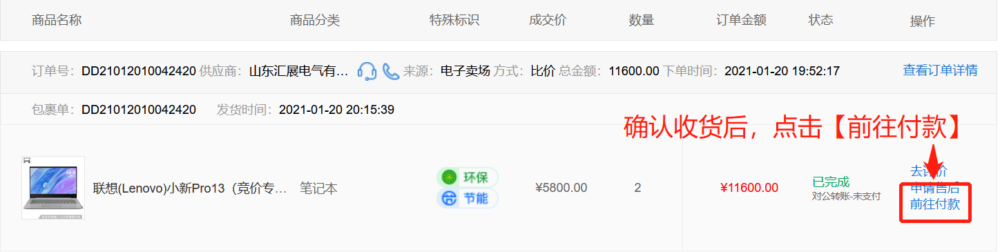 商品名称 商品分类 特殊标识 成交价 数量 订单金额 状态 操作
订单号：DD21012010042420 供应商：山东汇展电气有... 来源：电子卖场 方式：比价 总金额：11600.00 下单时间：2021-01-20 19:52:17 查看订单详情
包裹单：DD21012010042420 发货时间：2021-01-20 20:15:39
确认收货后，点击【前往付款】
联想(Lenovo)小新Pro13（竞价专... 笔记本
环保
节能
¥5800.00 2 ¥11600.00
已完成
对公转账-未支付
去评价
申请售后
前往付款